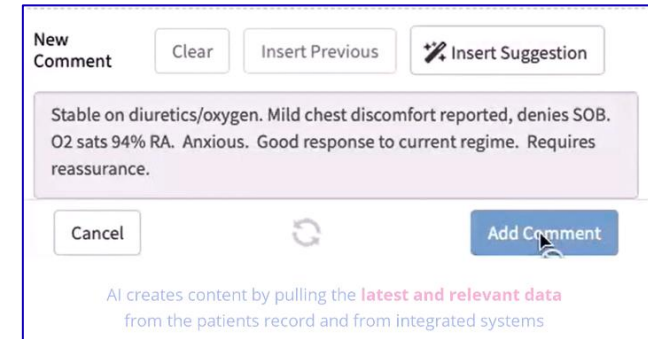 New
Comment
Clear
Insert Previous
Insert Suggestion
Stable on diuretics/oxygen. Mild chest discomfort reported, denies SOB.
O2 sats 94% RA.  Anxious.  Good response to current regime.  Requires
reassurance.
Cancel
Add Comment
AI creates content by pulling the latest and relevant data
from the patients record and from integrated systems